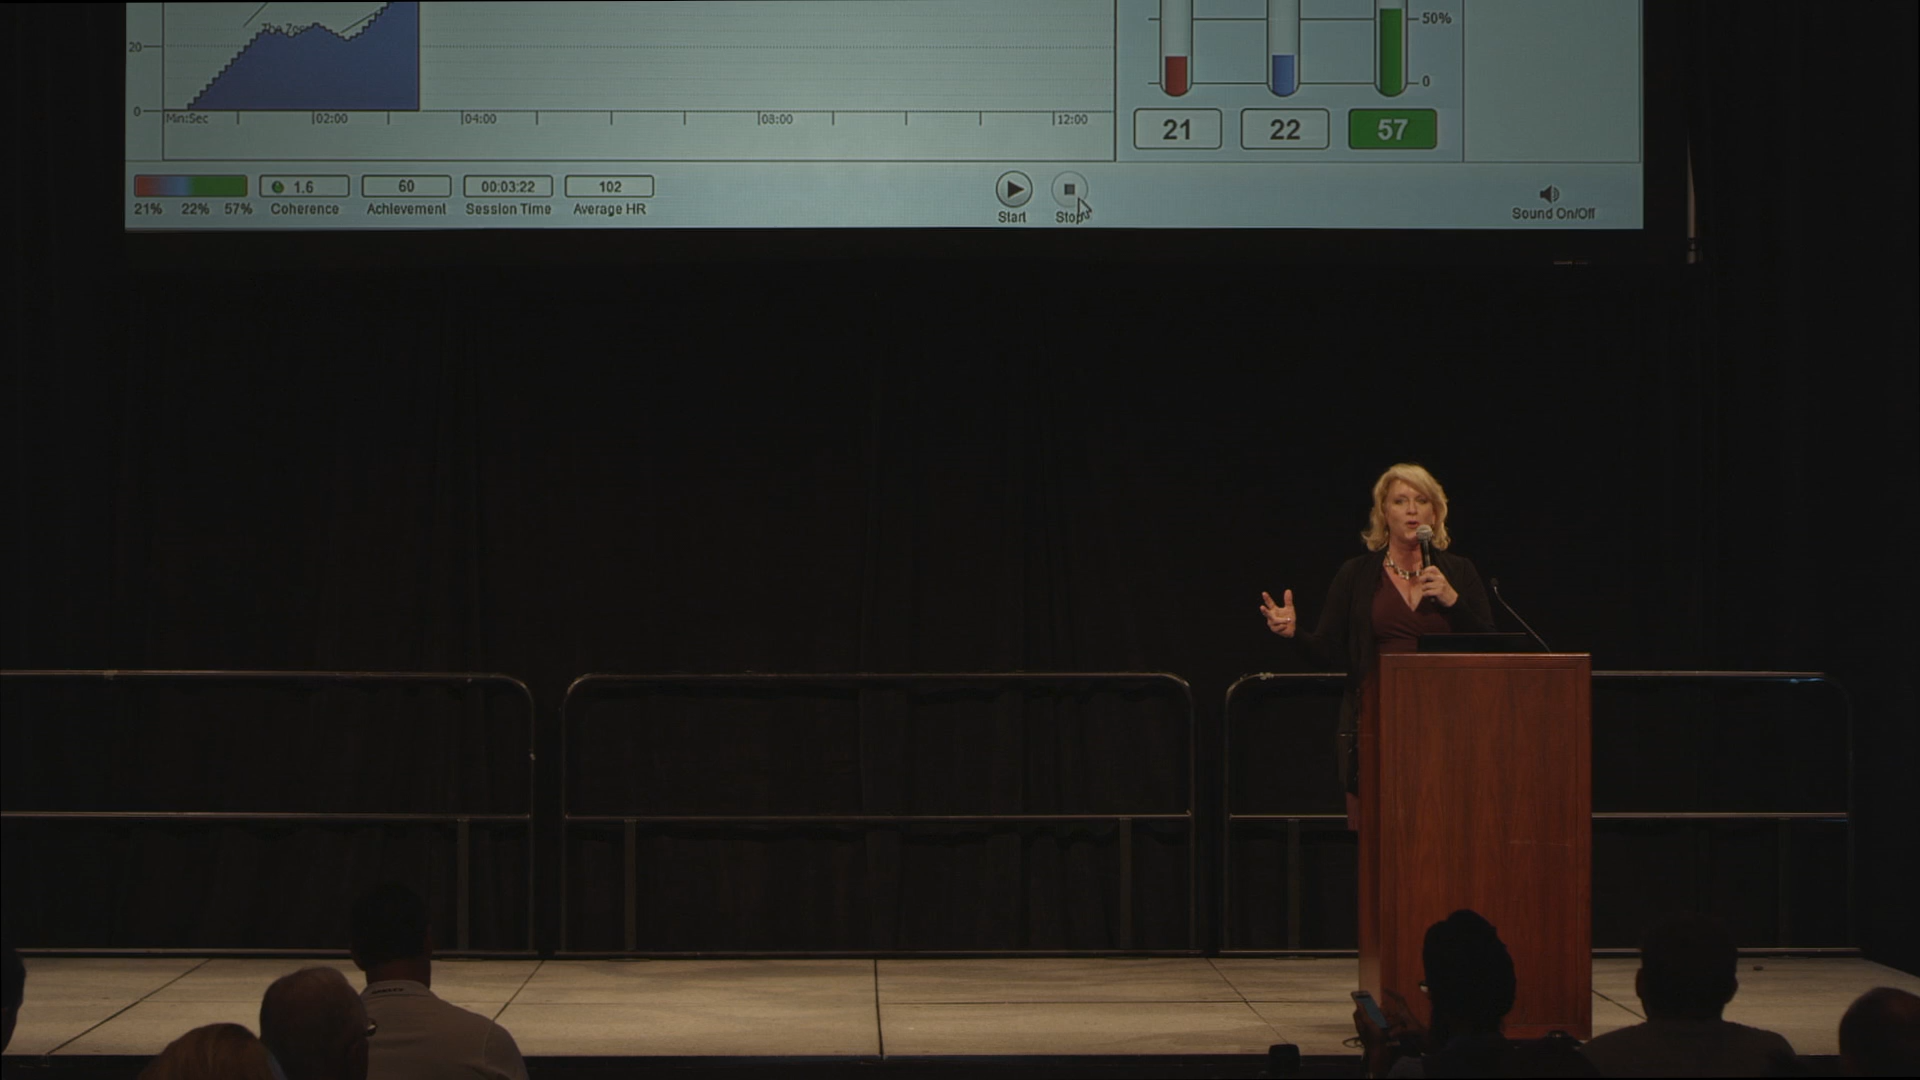 The Zone
20
0
Min:Sec
02:00
04:00
08:00
12:00
50%
0
21
22
57
21% 22% 57%
1.6
Coherence
60
Achievement
00:03:22
Session Time
102
Average HR
Start
Stop
Sound On/Off